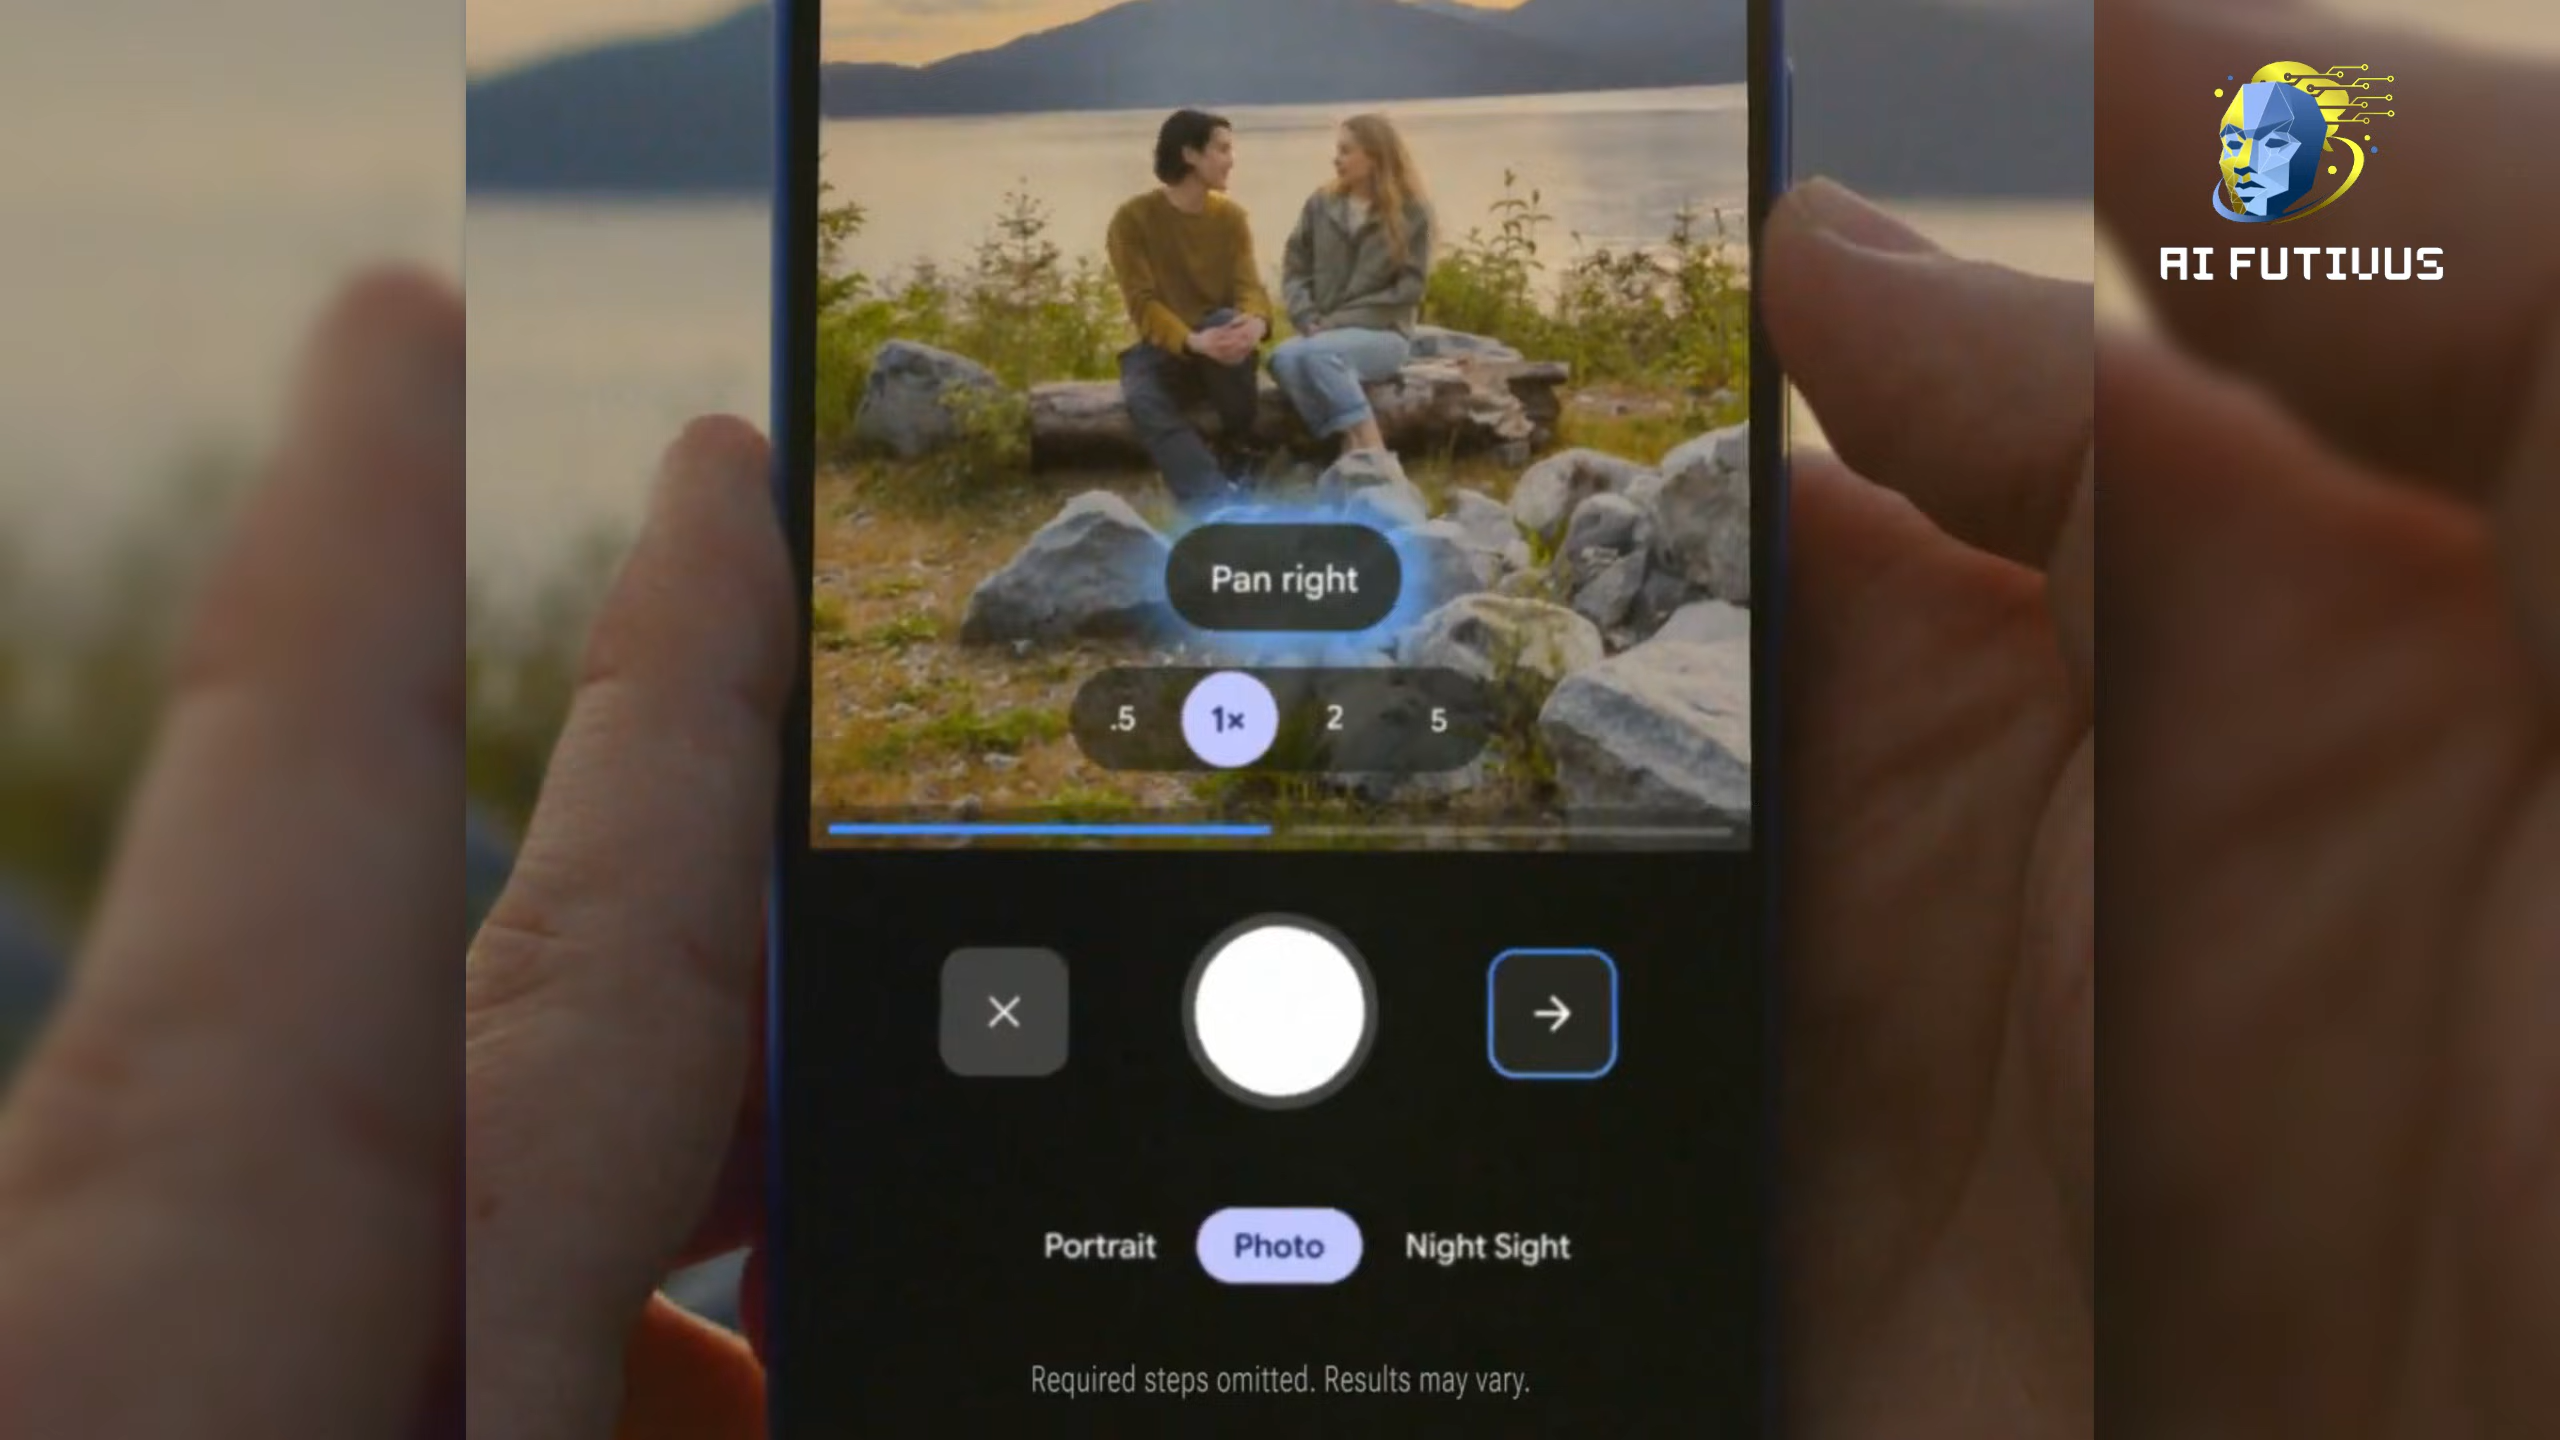 AI FUTIVUS
Pan right
.5 1× 2 5
Portrait Photo Night Sight
Required steps omitted. Results may vary.